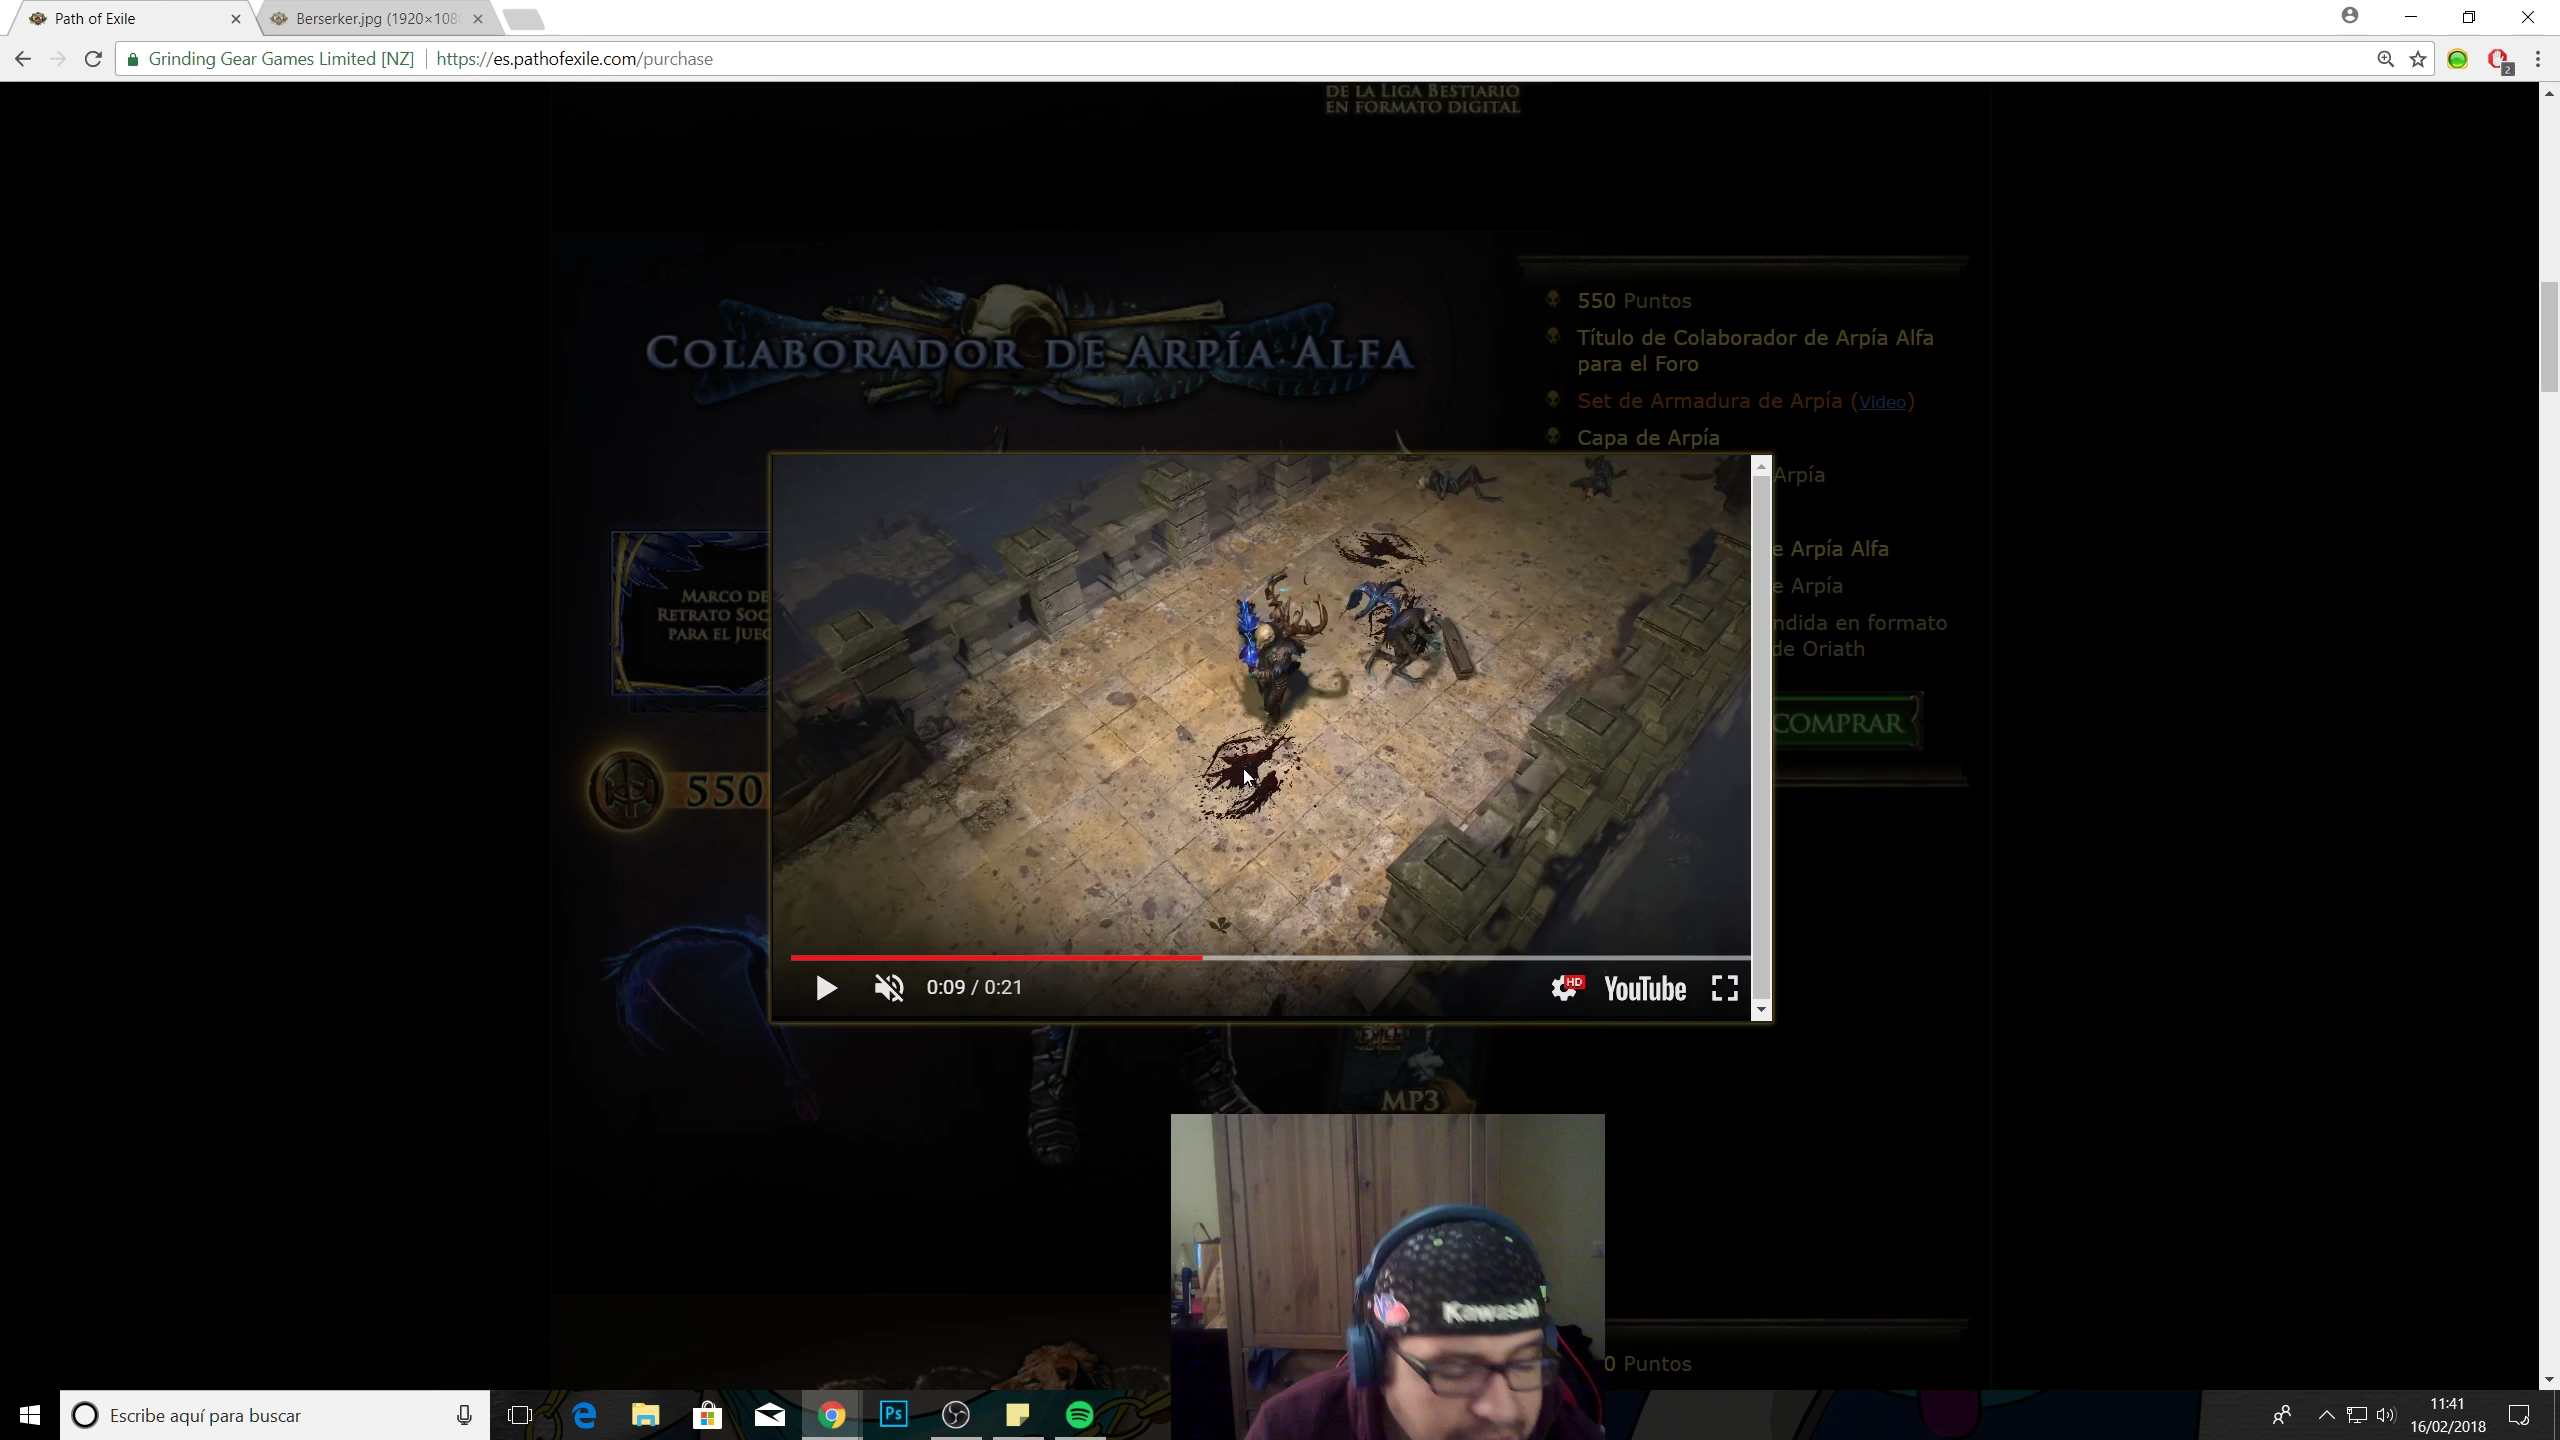 Path of Exile
Berserker.jpg (1920×108
Grinding Gear Games Limited [NZ]
https://es.pathofexile.com/purchase
2
DE LA LIGA BESTIARIO
EN FORMATO DIGITAL
COLABORADOR DE ARPÍA ALFA
550 Puntos
Título de Colaborador de Arpía Alfa
para el Foro
Set de Armadura de Arpía (Video)
Capa de Arpía
Arpía
e Arpía Alfa
e Arpía
ndida en formato
de Oriath
COMPRAR
MARCO DE
RETRATO SOC
PARA EL JUEG
550
0:09 / 0:21
HD
YouTube
MP3
Kawasaki
0 Puntos
Escribe aquí para buscar
Ps
11:41
16/02/2018